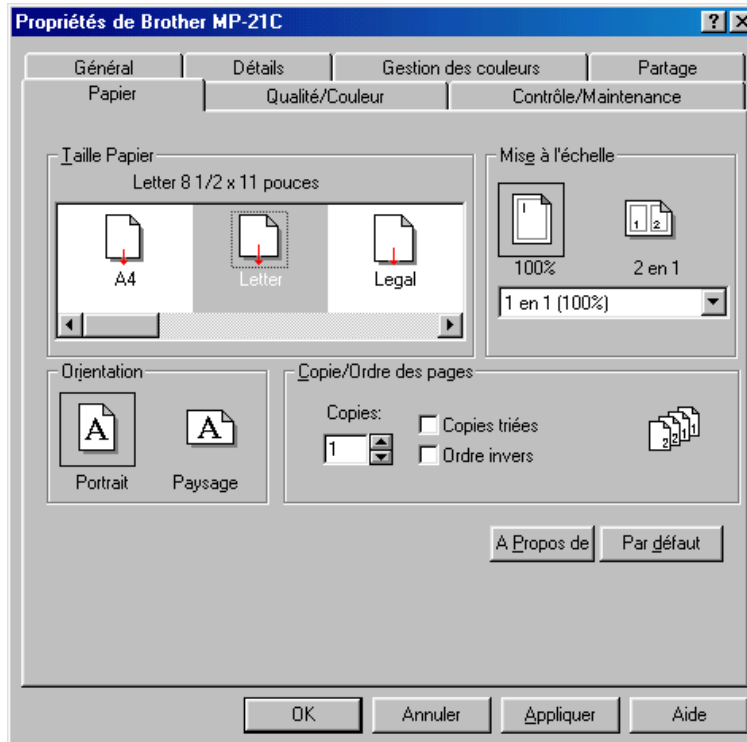 Propriétés de Brother MP-21C
Général Détails Gestion des couleurs Partage
Papier Qualité/Couleur Contrôle/Maintenance
Taille Papier
Letter 8 1/2 x 11 pouces
A4 Letter Legal
Mise à l'échelle
100% 2 en 1
1 en 1 (100%)
Orientation
Portrait Paysage
Copie/Ordre des pages
Copies:
1
Copies triées
Ordre invers
A Propos de Par défaut
OK Annuler Appliquer Aide